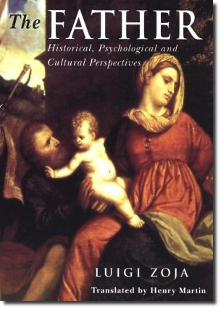 The FATHER
Historical, Psychological and
Cultural Perspectives
LUIGI ZOJA
Translated by Henry Martin